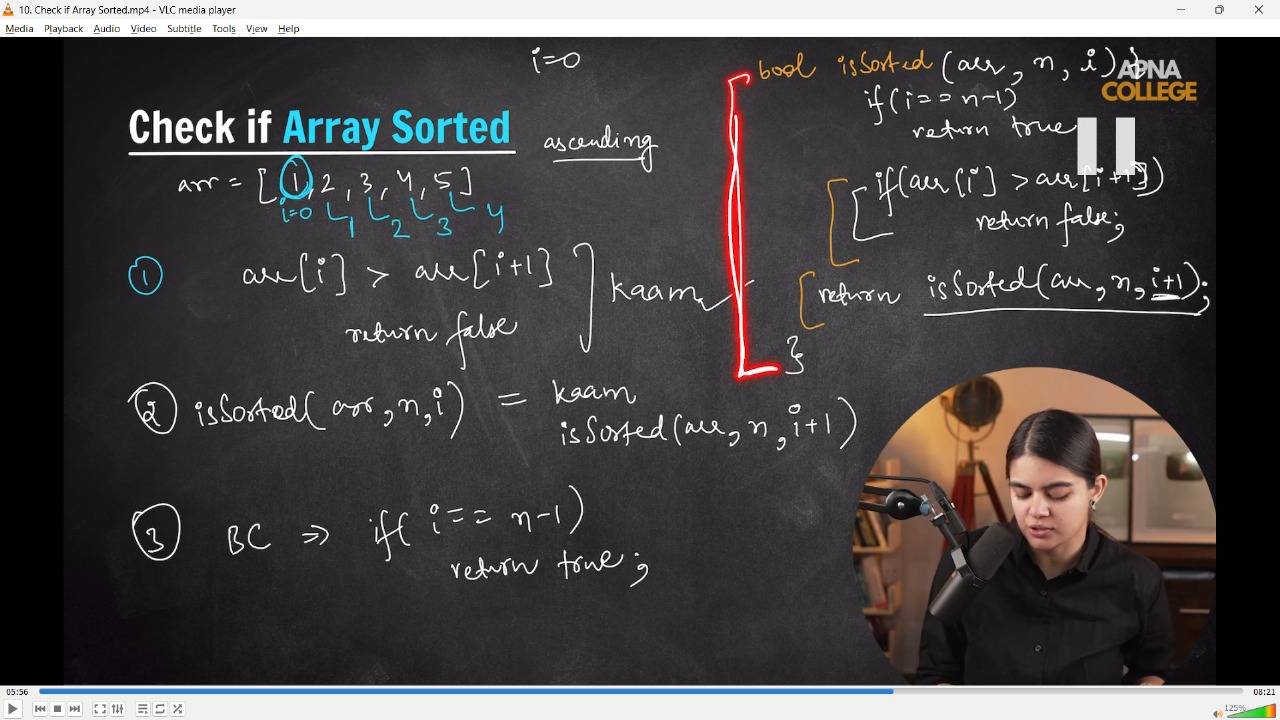 10. Check if Array Sorted.mp4 - VLC media player
Media Playback Audio Video Subtitle Tools View Help
i=0
Check if Array Sorted
ascending
arr = [1, 2, 3, 4, 5]
i=0 1 2 3 4
① arr[i] > arr[i+1]
return false
kaam
② isSorted(arr, n, i) = kaam
isSorted(arr, n, i+1)
③ BC ⇒ if( i == n-1)
return true;
bool isSorted(arr, n, i) {
if(i == n-1)
return true
if(arr[i] > arr[i+1])
return false;
return isSorted(arr, n, i+1);
}
APNA
COLLEGE
05:56
08:21
125%